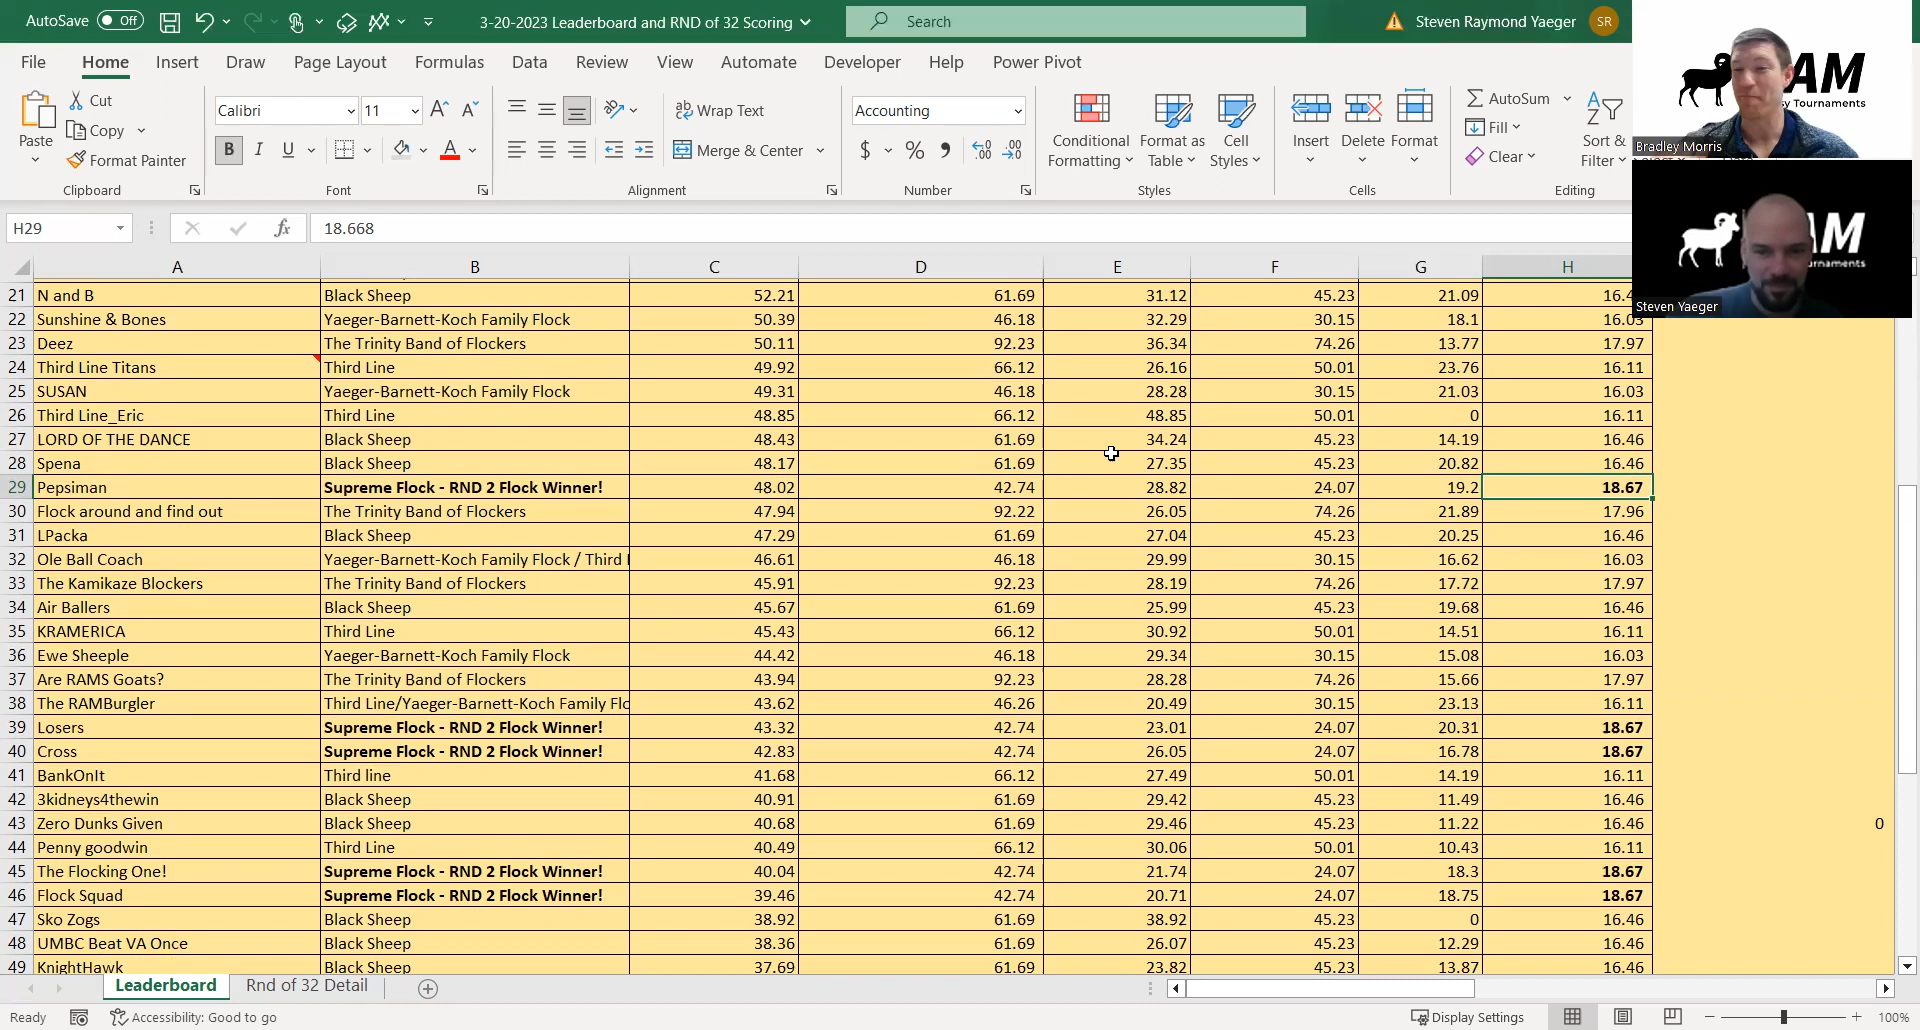 AutoSave Off 3-20-2023 Leaderboard and RND of 32 Scoring Search Steven Raymond Yaeger SR
File Home Insert Draw Page Layout Formulas Data Review View Automate Developer Help Power Pivot
Paste Cut Copy Format Painter Clipboard
Calibri 11 B I U A A A Font
Wrap Text Merge & Center Alignment
Accounting $ % Number
Conditional Formatting Format as Table Cell Styles Styles
Insert Delete Format Cells
AutoSum Fill Clear Sort & Filter Editing
AM
Tournaments
Bradley Morris
AM
Steven Yaeger
H29 fx 18.668
A B C D E F G H
21 N and B Black Sheep 52.21 61.69 31.12 45.23 21.09
22 Sunshine & Bones Yaeger-Barnett-Koch Family Flock 50.39 46.18 32.29 30.15 18.1 16.03
23 Deez The Trinity Band of Flockers 50.11 92.23 36.34 74.26 13.77 17.97
24 Third Line Titans Third Line 49.92 66.12 26.16 50.01 23.76 16.11
25 SUSAN Yaeger-Barnett-Koch Family Flock 49.31 46.18 28.28 30.15 21.03 16.03
26 Third Line_Eric Third Line 48.85 66.12 48.85 50.01 0 16.11
27 LORD OF THE DANCE Black Sheep 48.43 61.69 34.24 45.23 14.19 16.46
28 Spena Black Sheep 48.17 61.69 27.35 45.23 20.82 16.46
29 Pepsiman Supreme Flock - RND 2 Flock Winner! 48.02 42.74 28.82 24.07 19.2 18.67
30 Flock around and find out The Trinity Band of Flockers 47.94 92.22 26.05 74.26 21.89 17.96
31 LPacka Black Sheep 47.29 61.69 27.04 45.23 20.25 16.46
32 Ole Ball Coach Yaeger-Barnett-Koch Family Flock / Third 46.61 46.18 29.99 30.15 16.62 16.03
33 The Kamikaze Blockers The Trinity Band of Flockers 45.91 92.23 28.19 74.26 17.72 17.97
34 Air Ballers Black Sheep 45.67 61.69 25.99 45.23 19.68 16.46
35 KRAMERICA Third Line 45.43 66.12 30.92 50.01 14.51 16.11
36 Ewe Sheeple Yaeger-Barnett-Koch Family Flock 44.42 46.18 29.34 30.15 15.08 16.03
37 Are RAMS Goats? The Trinity Band of Flockers 43.94 92.23 28.28 74.26 15.66 17.97
38 The RAMBurgler Third Line/Yaeger-Barnett-Koch Family Flo 43.62 46.26 20.49 30.15 23.13 16.11
39 Losers Supreme Flock - RND 2 Flock Winner! 43.32 42.74 23.01 24.07 20.31 18.67
40 Cross Supreme Flock - RND 2 Flock Winner! 42.83 42.74 26.05 24.07 16.78 18.67
41 BankOnIt Third line 41.68 66.12 27.49 50.01 14.19 16.11
42 3kidneys4thewin Black Sheep 40.91 61.69 29.42 45.23 11.49 16.46
43 Zero Dunks Given Black Sheep 40.68 61.69 29.46 45.23 11.22 16.46 0
44 Penny goodwin Third Line 40.49 66.12 30.06 50.01 10.43 16.11
45 The Flocking One! Supreme Flock - RND 2 Flock Winner! 40.04 42.74 21.74 24.07 18.3 18.67
46 Flock Squad Supreme Flock - RND 2 Flock Winner! 39.46 42.74 20.71 24.07 18.75 18.67
47 Sko Zogs Black Sheep 38.92 61.69 38.92 45.23 0 16.46
48 UMBC Beat VA Once Black Sheep 38.36 61.69 26.07 45.23 12.29 16.46
49 KnightHawk Black Sheep 37.69 61.69 23.82 45.23 13.87 16.46
Leaderboard Rnd of 32 Detail
Ready Accessibility: Good to go Display Settings 100%